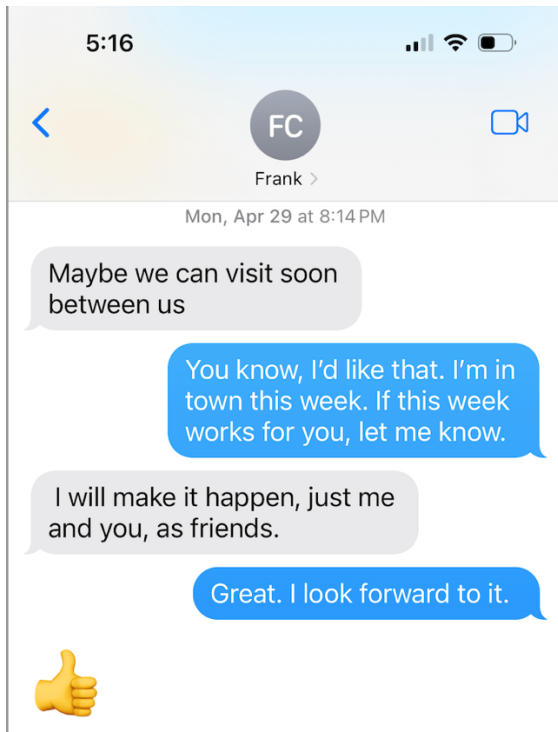 5:16
FC
Frank
Mon, Apr 29 at 8:14 PM
Maybe we can visit soon
between us
You know, I’d like that. I’m in
town this week. If this week
works for you, let me know.
I will make it happen, just me
and you, as friends.
Great. I look forward to it.